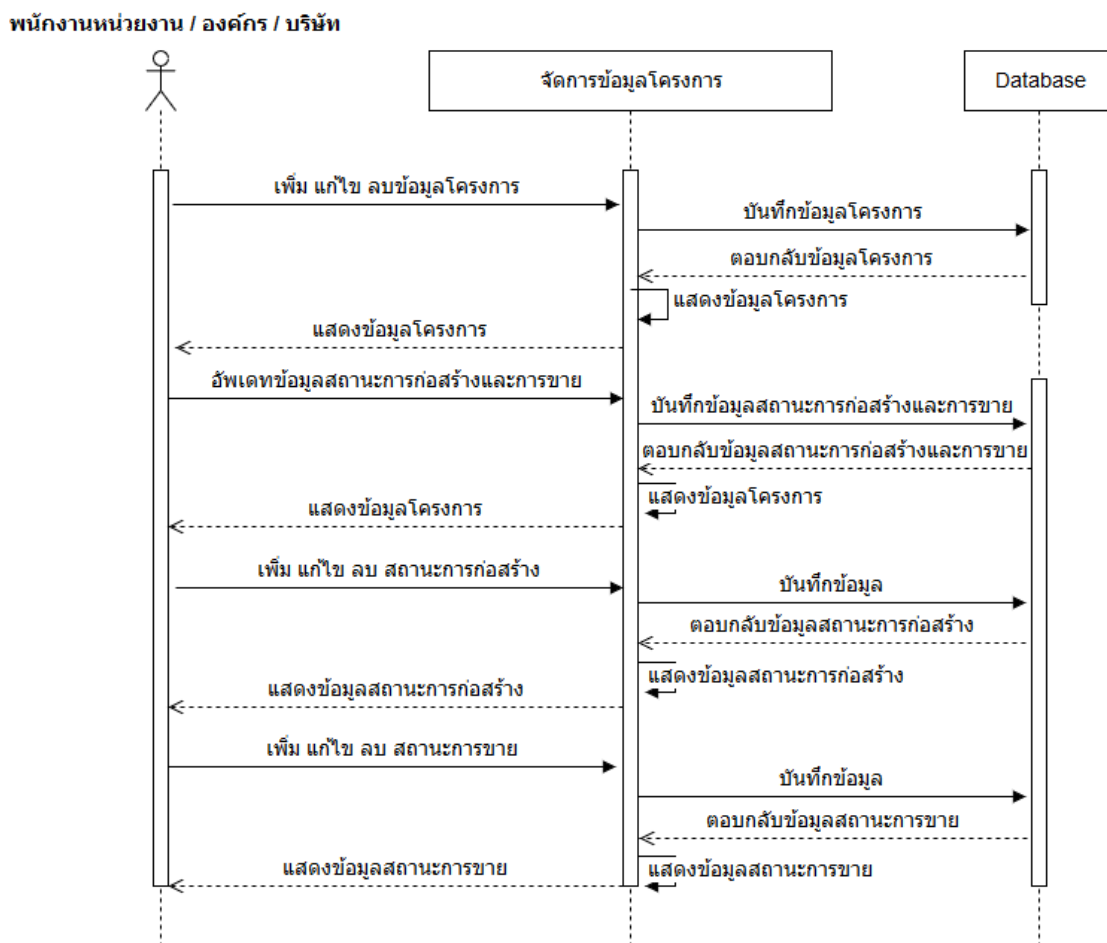 พนักงานหน่วยงาน / องค์กร / บริษัท
จัดการข้อมูลโครงการ
Database
เพิ่ม แก้ไข ลบข้อมูลโครงการ
บันทึกข้อมูลโครงการ
ตอบกลับข้อมูลโครงการ
แสดงข้อมูลโครงการ
แสดงข้อมูลโครงการ
อัพเดทข้อมูลสถานะการก่อสร้างและการขาย
บันทึกข้อมูลสถานะการก่อสร้างและการขาย
ตอบกลับข้อมูลสถานะการก่อสร้างและการขาย
แสดงข้อมูลโครงการ
แสดงข้อมูลโครงการ
เพิ่ม แก้ไข ลบ สถานะการก่อสร้าง
บันทึกข้อมูล
ตอบกลับข้อมูลสถานะการก่อสร้าง
แสดงข้อมูลสถานะการก่อสร้าง
แสดงข้อมูลสถานะการก่อสร้าง
เพิ่ม แก้ไข ลบ สถานะการขาย
บันทึกข้อมูล
ตอบกลับข้อมูลสถานะการขาย
แสดงข้อมูลสถานะการขาย
แสดงข้อมูลสถานะการขาย